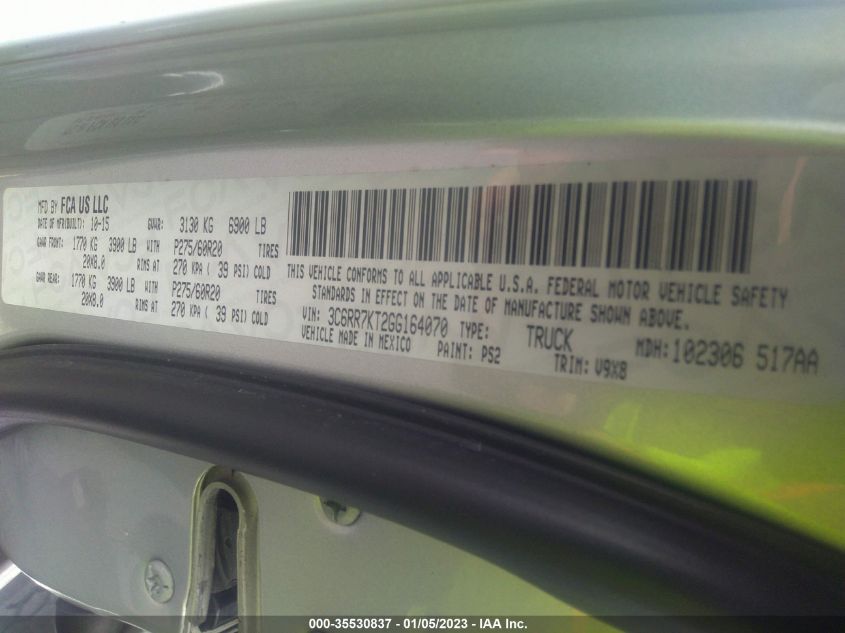 MFD BY FCA US LLC
DATE OF MFR(BUILT): 10-15 GVWR: 3130 KG 6900 LB
GAWR FRONT: 1770 KG 3900 LB WITH P275/60R20 TIRES
20X8.0 RIMS AT 270 KPA ( 39 PSI) COLD
GAWR REAR: 1770 KG 3900 LB WITH P275/60R20 TIRES
20X8.0 RIMS AT 270 KPA ( 39 PSI) COLD
THIS VEHICLE CONFORMS TO ALL APPLICABLE U.S.A. FEDERAL MOTOR VEHICLE SAFETY
STANDARDS IN EFFECT ON THE DATE OF MANUFACTURE SHOWN ABOVE.
VIN: 3C6RR7KT2GG164070 TYPE: TRUCK MDH: 102306 517AA
VEHICLE MADE IN MEXICO PAINT: PS2 TRIM: V9X8
000-35530837 - 01/05/2023 - IAA Inc.